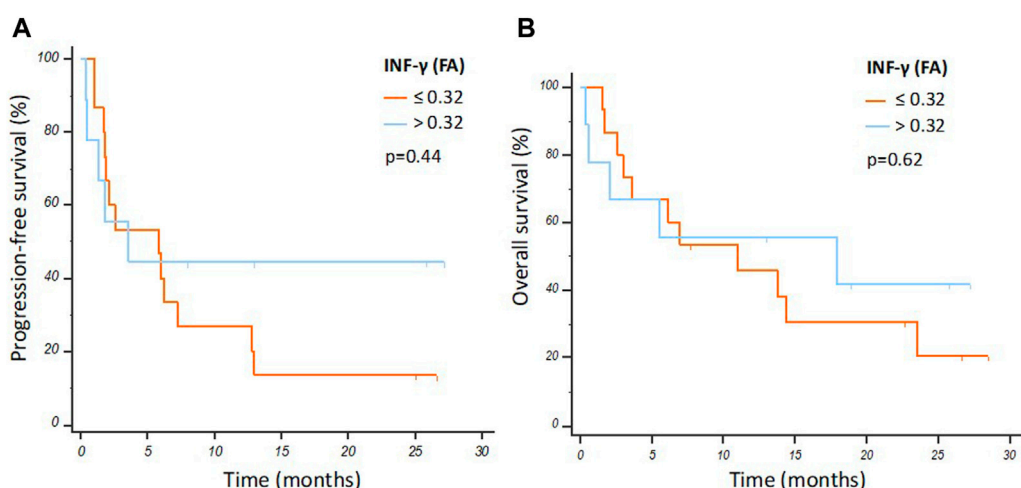 A
INF-γ (FA)
≤ 0.32
> 0.32
p=0.44
Progression-free survival (%)
100
80
60
40
20
0
0 5 10 15 20 25 30
Time (months)
B
INF-γ (FA)
≤ 0.32
> 0.32
p=0.62
Overall survival (%)
100
80
60
40
20
0
0 5 10 15 20 25 30
Time (months)